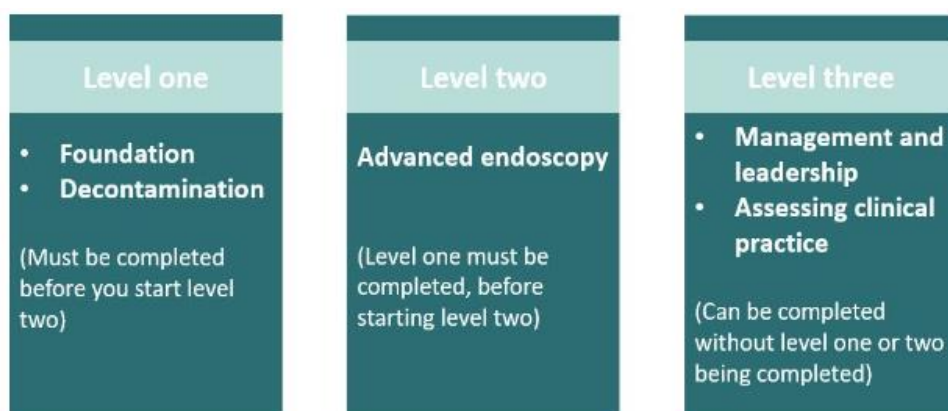 Level one
• Foundation
• Decontamination
(Must be completed
before you start level
two)
Level two
Advanced endoscopy
(Level one must be
completed, before
starting level two)
Level three
• Management and
leadership
• Assessing clinical
practice
(Can be completed
without level one or two
being completed)